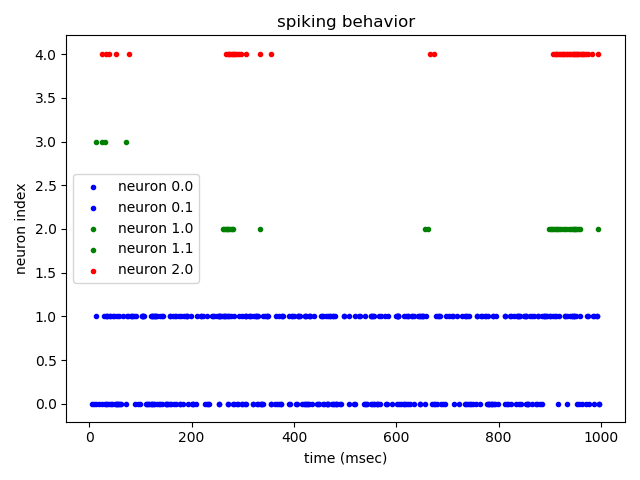 spiking behavior
neuron index
4.0
3.5
3.0
2.5
2.0
1.5
1.0
0.5
0.0
neuron 0.0
neuron 0.1
neuron 1.0
neuron 1.1
neuron 2.0
0 200 400 600 800 1000
time (msec)